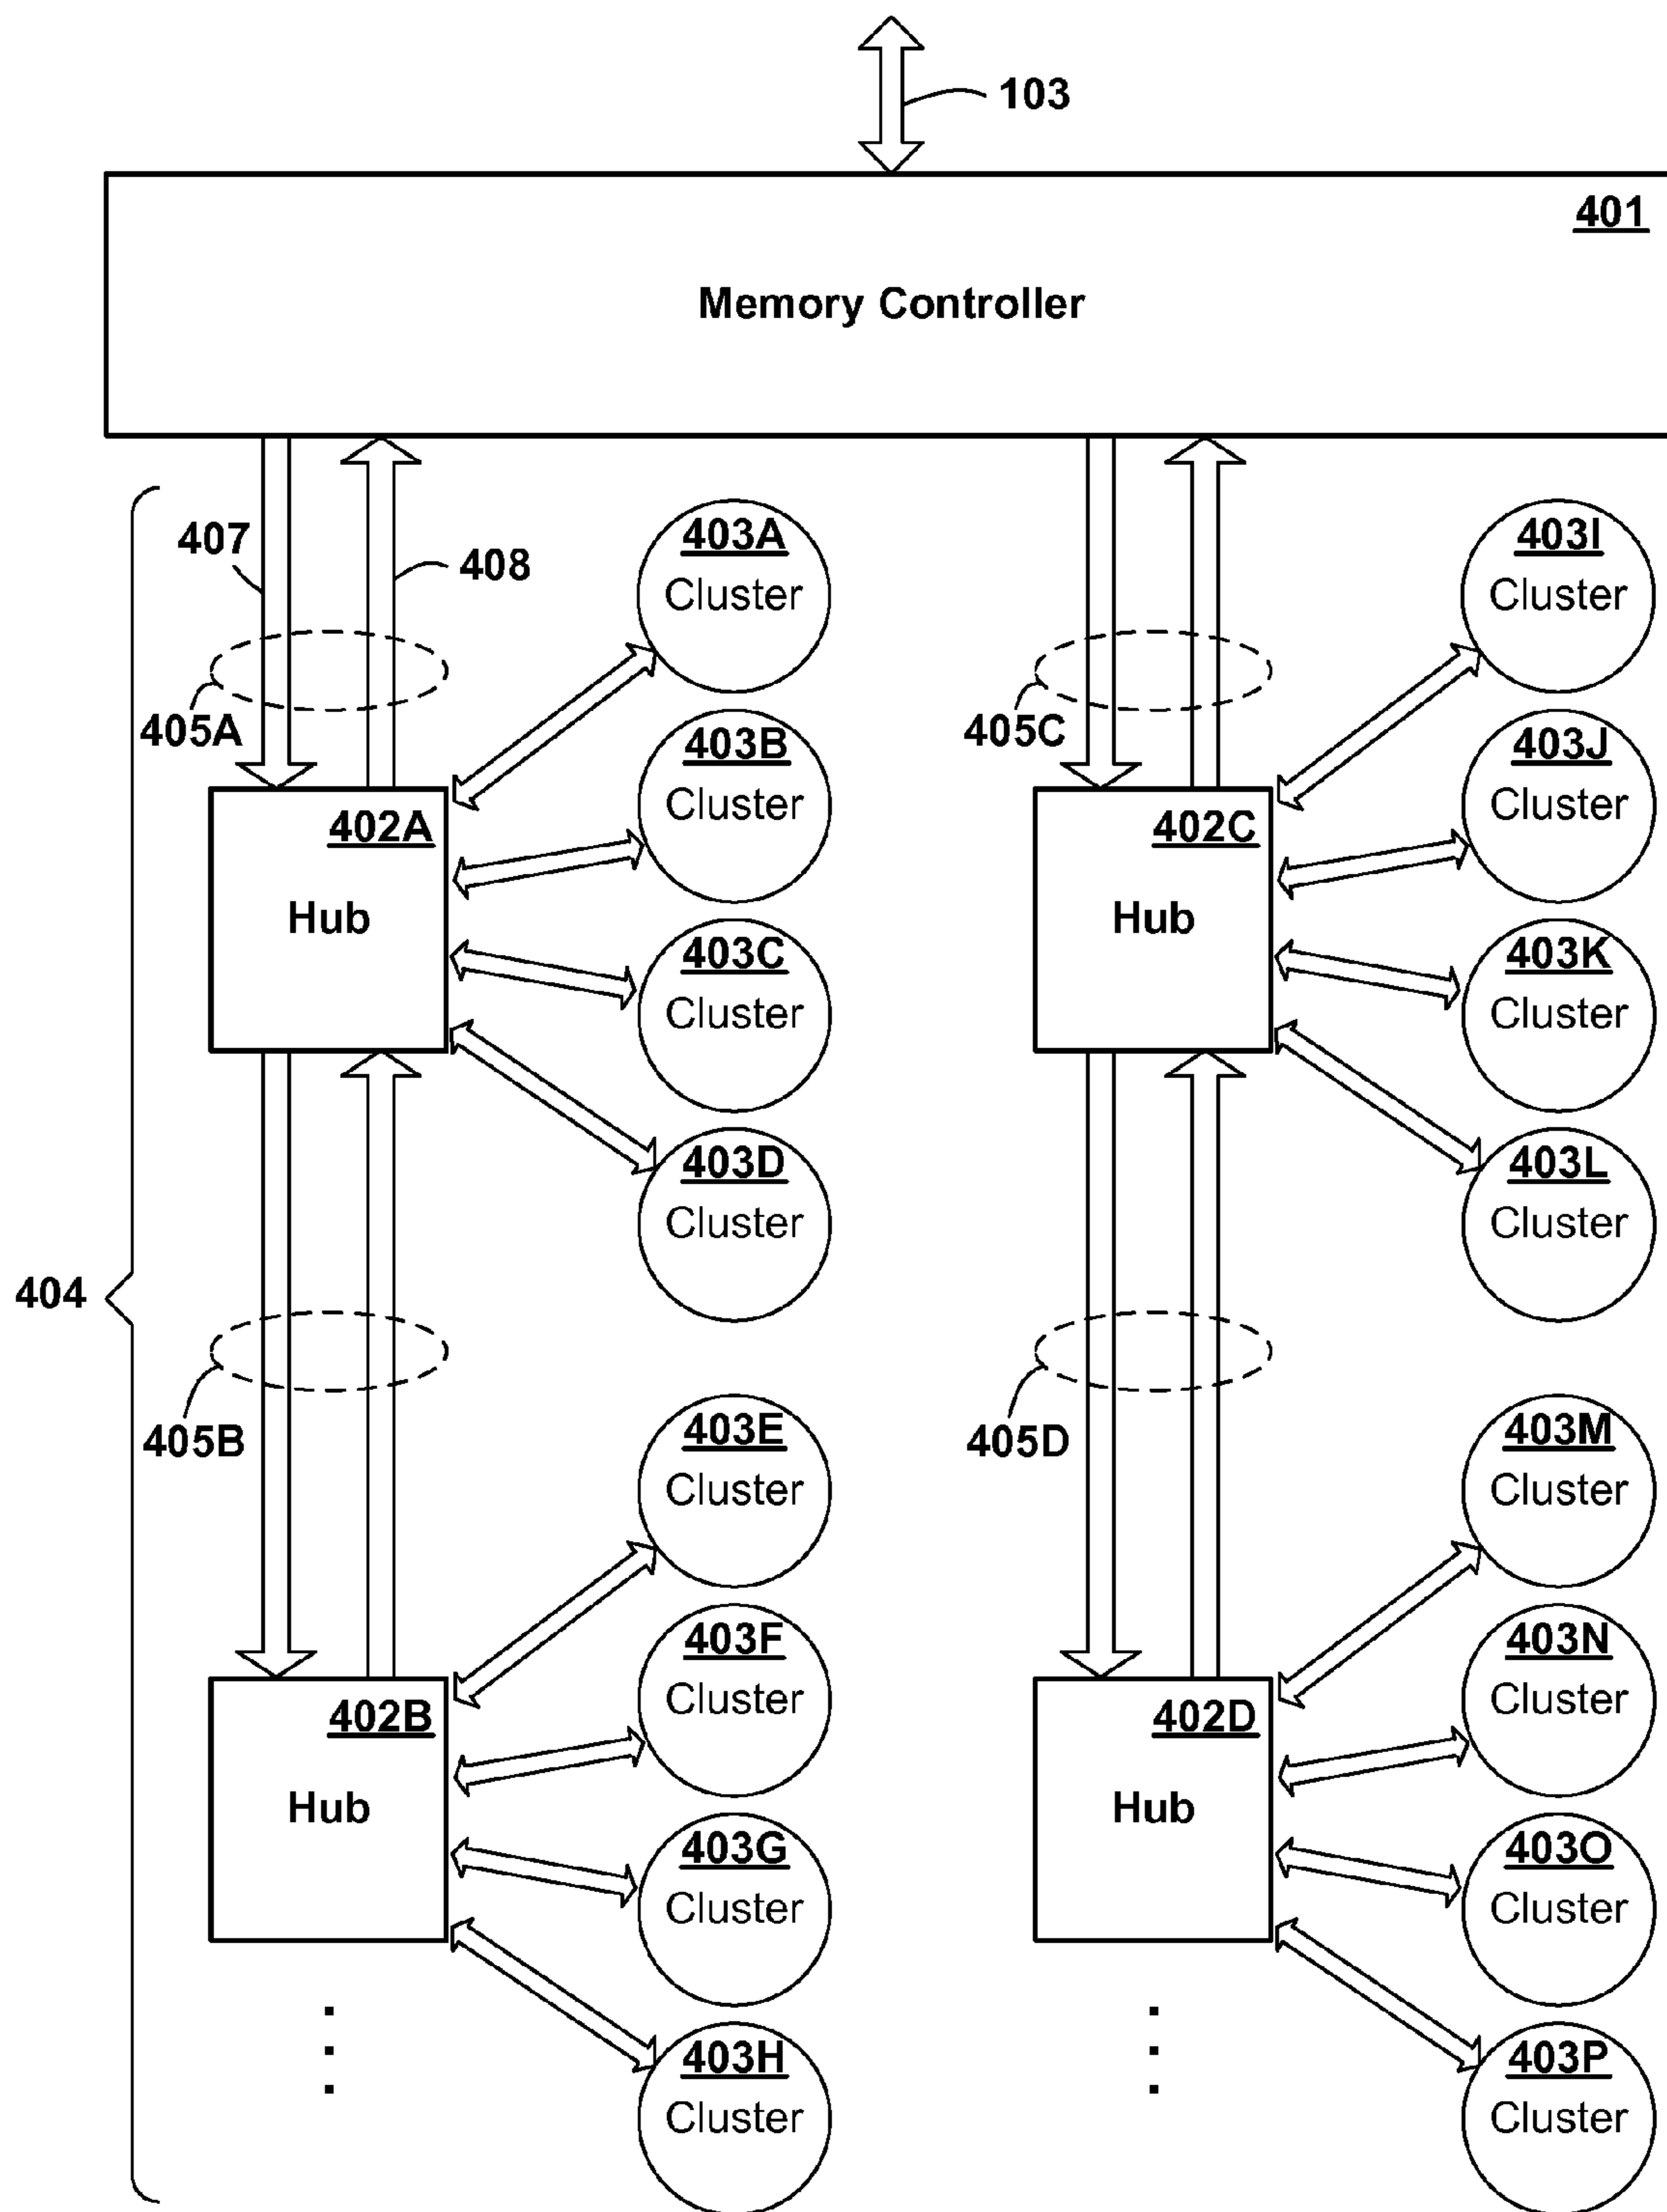 103
401
Memory Controller
407
408
403A
Cluster
403I
Cluster
405A
405C
403B
Cluster
403J
Cluster
402A
Hub
402C
Hub
403C
Cluster
403K
Cluster
403D
Cluster
403L
Cluster
404
405B
405D
403E
Cluster
403M
Cluster
403F
Cluster
403N
Cluster
402B
Hub
402D
Hub
403G
Cluster
403O
Cluster
403H
Cluster
403P
Cluster